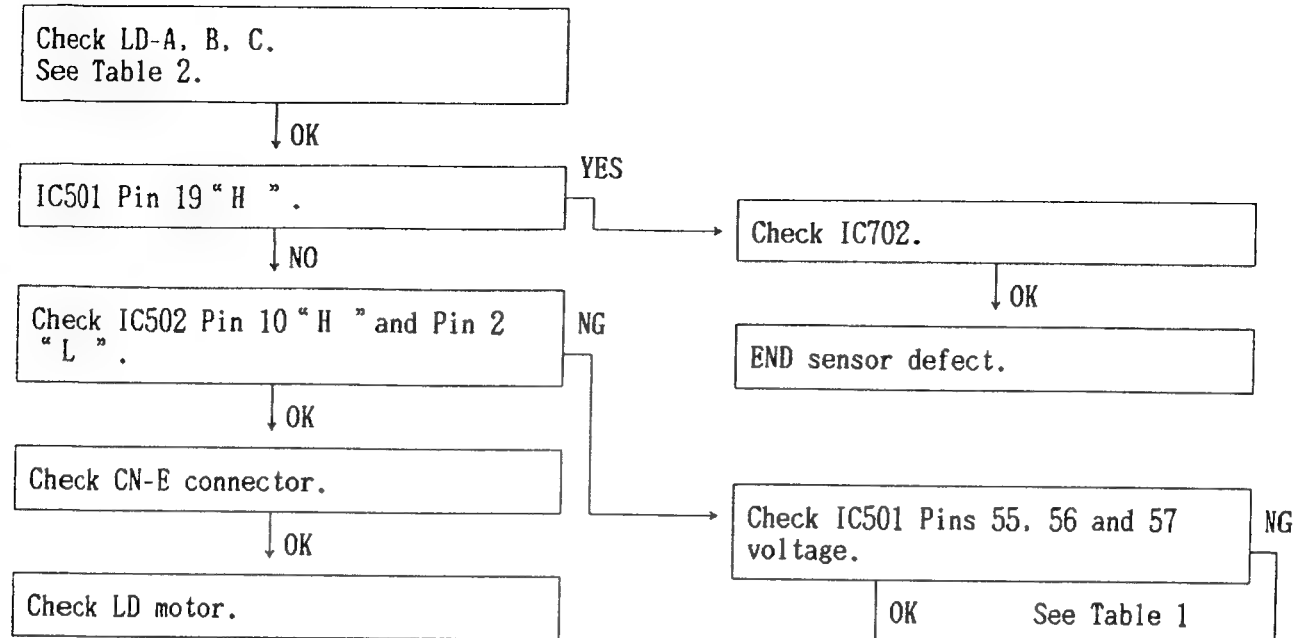 Check LD-A, B, C.
See Table 2.
OK
IC501 Pin 19 “ H ” .
YES
Check IC702.
NO
OK
Check IC502 Pin 10 “ H ” and Pin 2
“ L ” .
NG
END sensor defect.
OK
Check CN-E connector.
Check IC501 Pins 55, 56 and 57
voltage.
NG
OK
Check LD motor.
OK
See Table 1